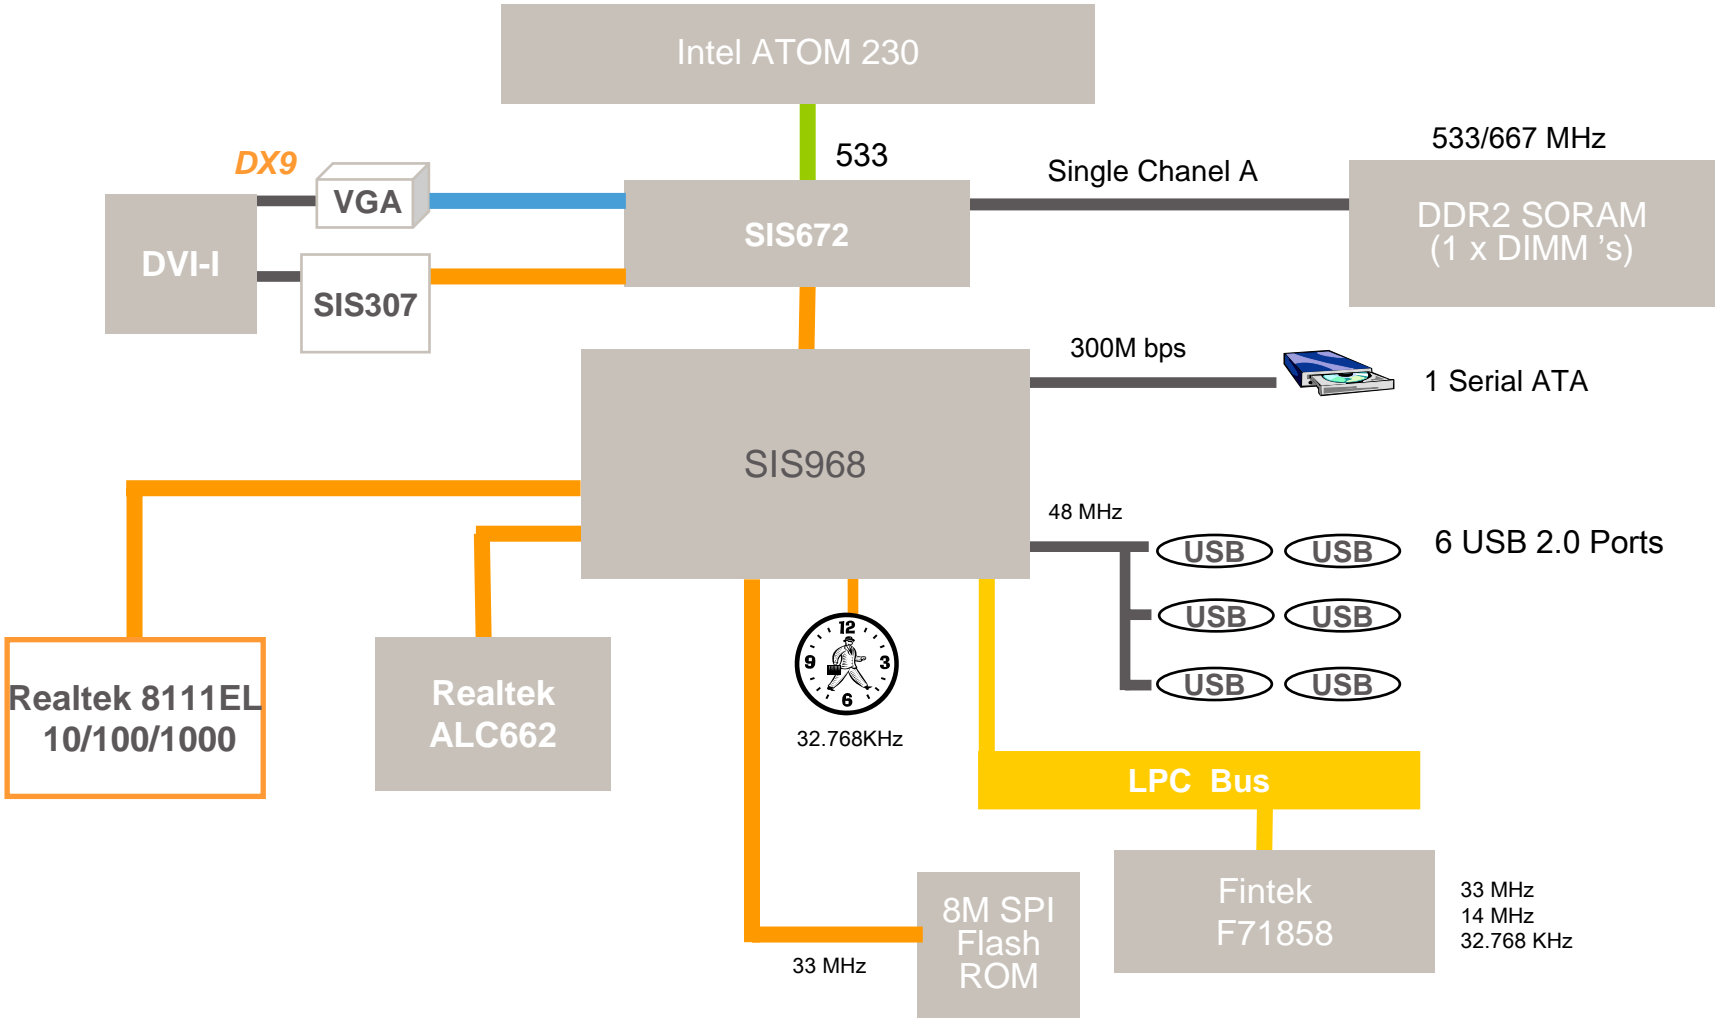 Intel ATOM 230
533
533/667 MHz
DX9
VGA
Single Chanel A
DVI-I
SIS672
DDR2 SORAM
(1 x DIMM 's)
SIS307
300M bps
1 Serial ATA
SIS968
48 MHz
6 USB 2.0 Ports
USB USB
USB USB
USB USB
12
9 3
6
32.768KHz
Realtek 8111EL
10/100/1000
Realtek
ALC662
LPC Bus
Fintek
F71858
33 MHz
14 MHz
32.768 KHz
8M SPI
Flash
ROM
33 MHz